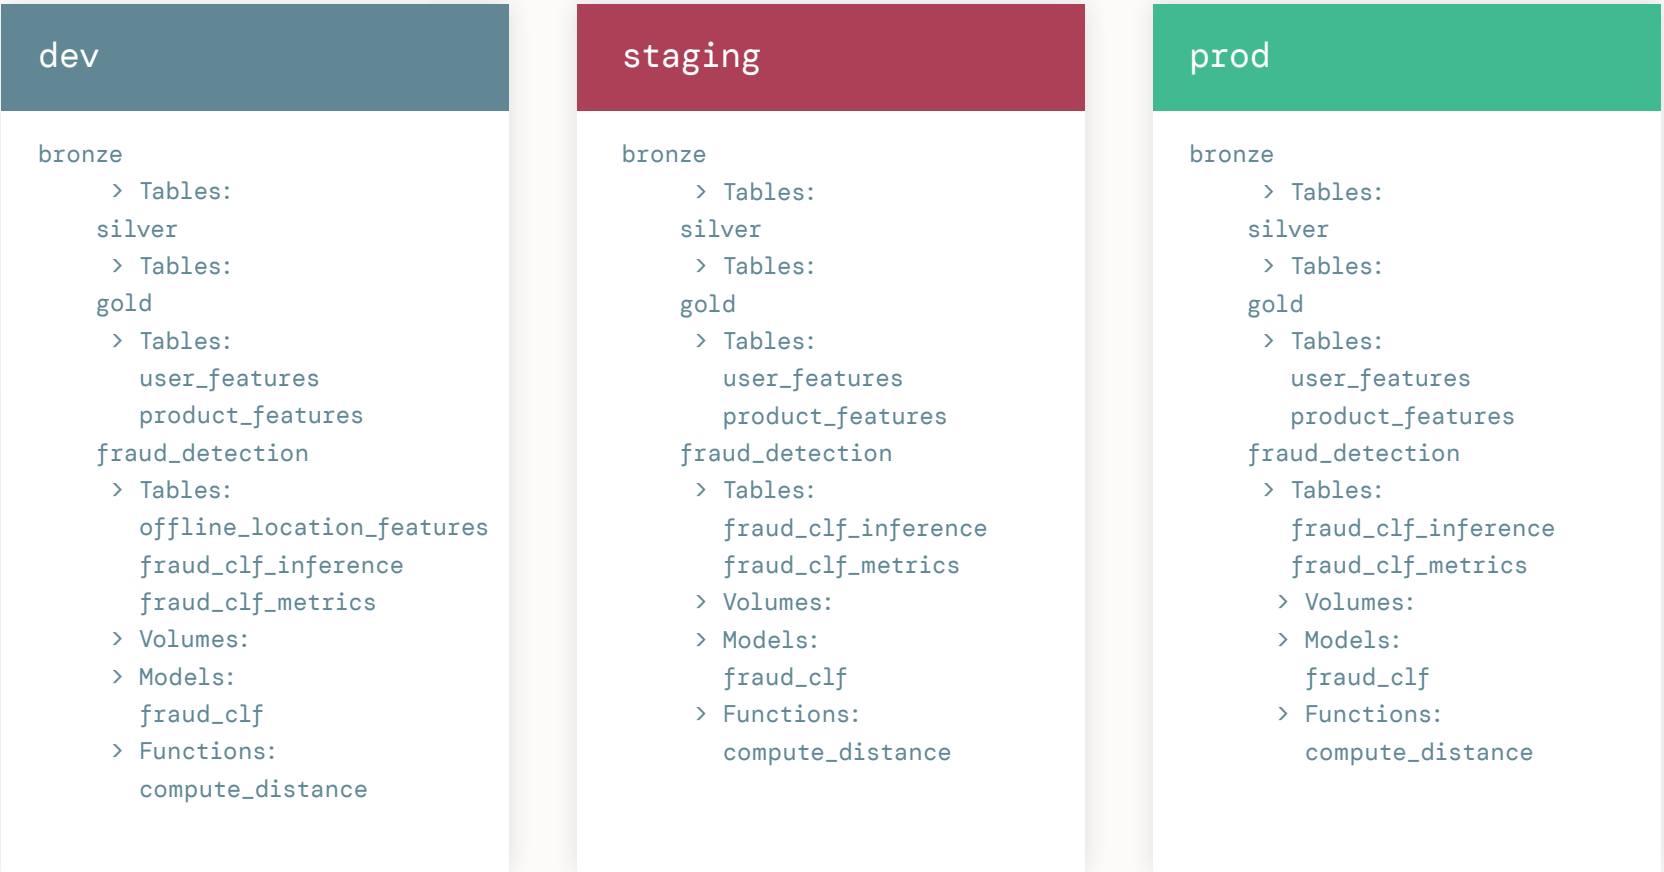 dev
bronze
> Tables:
silver
> Tables:
gold
> Tables:
user_features
product_features
fraud_detection
> Tables:
offline_location_features
fraud_clf_inference
fraud_clf_metrics
> Volumes:
> Models:
fraud_clf
> Functions:
compute_distance
staging
bronze
> Tables:
silver
> Tables:
gold
> Tables:
user_features
product_features
fraud_detection
> Tables:
fraud_clf_inference
fraud_clf_metrics
> Volumes:
> Models:
fraud_clf
> Functions:
compute_distance
prod
bronze
> Tables:
silver
> Tables:
gold
> Tables:
user_features
product_features
fraud_detection
> Tables:
fraud_clf_inference
fraud_clf_metrics
> Volumes:
> Models:
fraud_clf
> Functions:
compute_distance